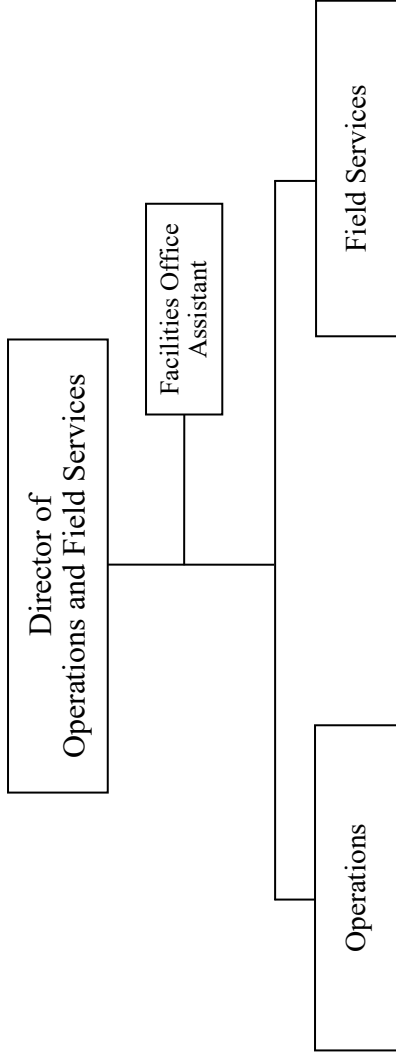 Director of
Operations and Field Services
Facilities Office
Assistant
Operations
Field Services